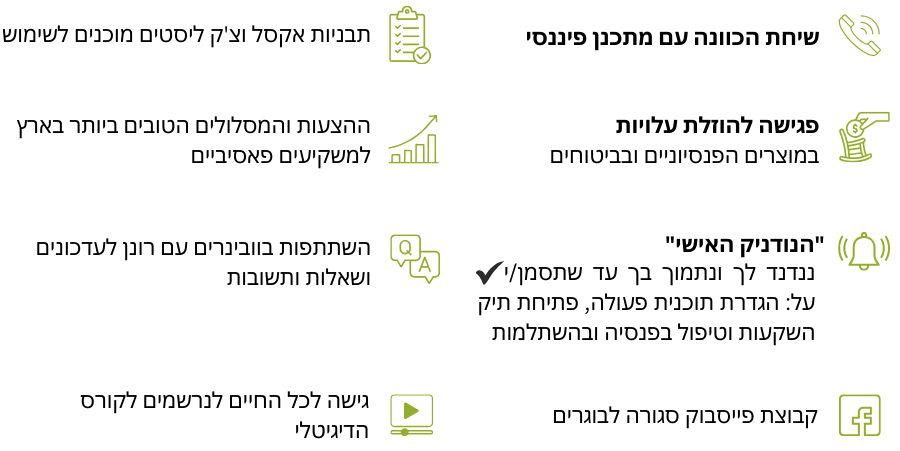 שיחת הכוונה עם מתכנן פיננסי
פגישה להוזלת עלויות
במוצרים הפנסיוניים ובביטוחים
"הנודניק האישי"
ננדנד לך ונתמוך בך עד שתסמן/י
על: הגדרת תוכנית פעולה, פתיחת תיק
השקעות וטיפול בפנסיה ובהשתלמות
קבוצת פייסבוק סגורה לבוגרים
תבניות אקסל וצ'ק ליסטים מוכנים לשימוש
ההצעות והמסלולים הטובים ביותר בארץ
למשקיעים פאסיביים
השתתפות בוובינרים עם רונן לעדכונים
ושאלות ותשובות
Q
A
גישה לכל החיים לנרשמים לקורס
הדיגיטלי